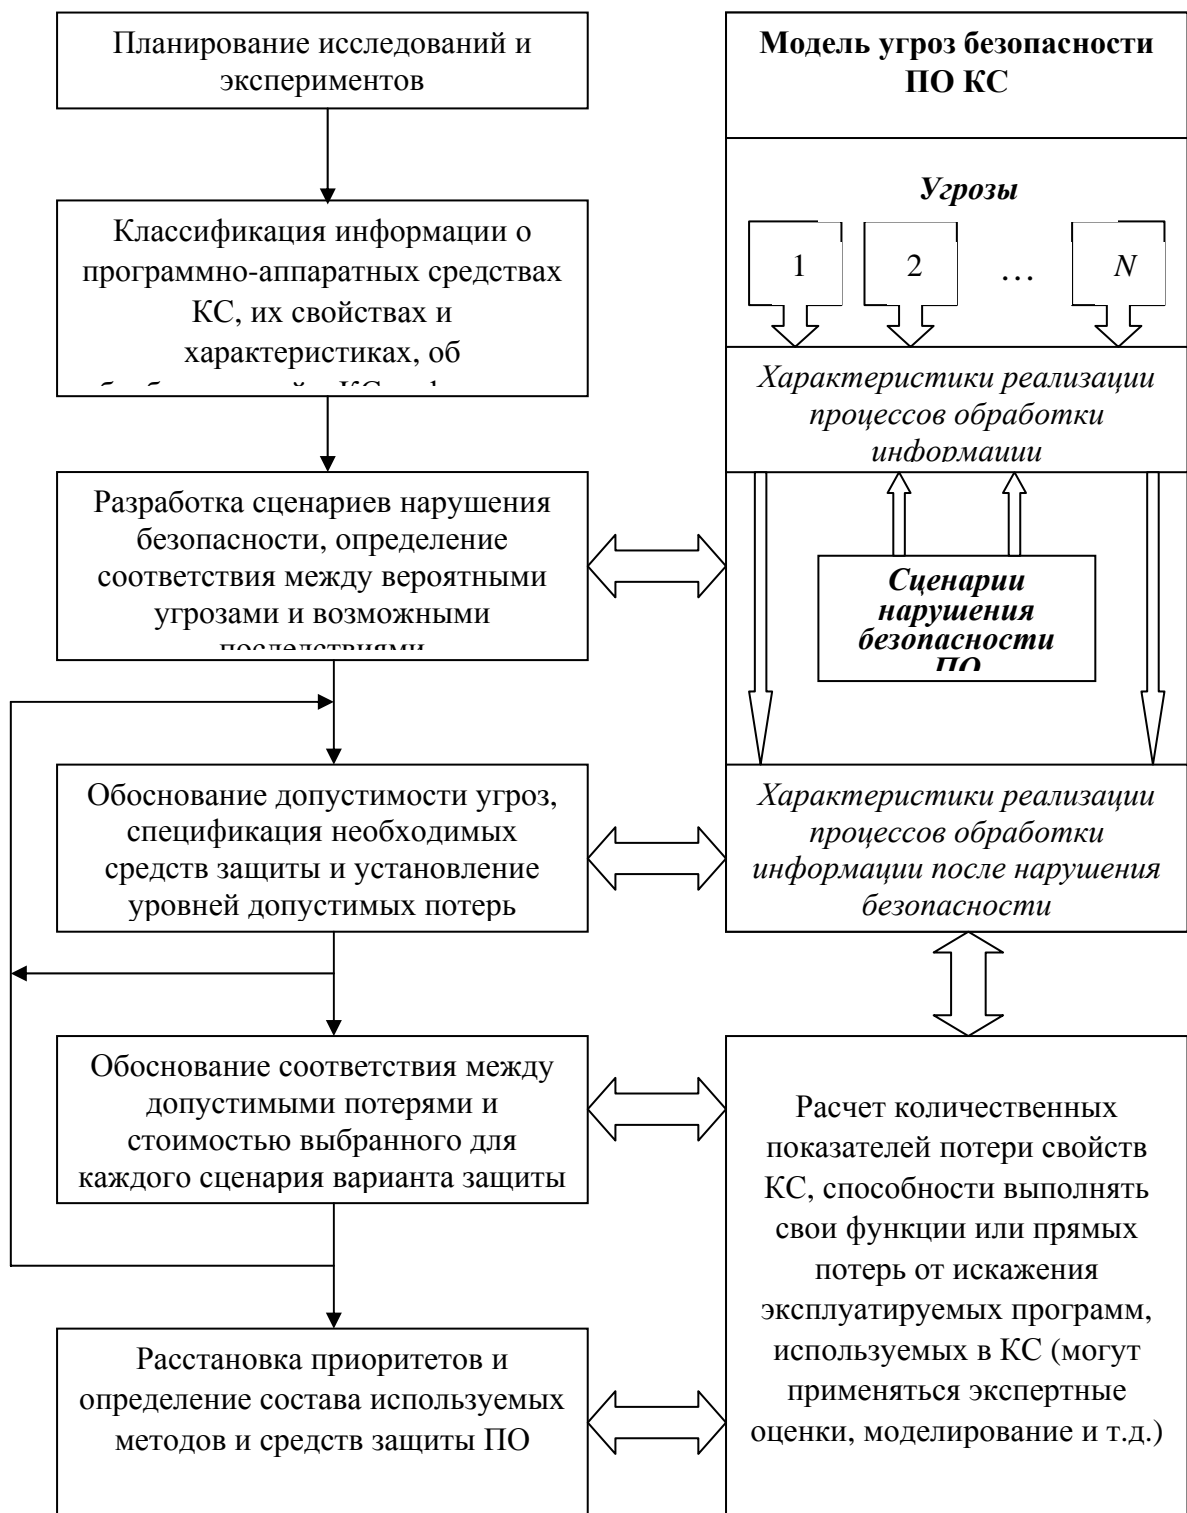 Планирование исследований и
экспериментов
Классификация информации о
программно-аппаратных средствах
КС, их свойствах и
характеристиках, об
Разработка сценариев нарушения
безопасности, определение
соответствия между вероятными
угрозами и возможными
последствиями
Обоснование допустимости угроз,
спецификация необходимых
средств защиты и установление
уровней допустимых потерь
Обоснование соответствия между
допустимыми потерями и
стоимостью выбранного для
каждого сценария варианта защиты
Расстановка приоритетов и
определение состава используемых
методов и средств защиты ПО
Модель угроз безопасности
ПО КС
Угрозы
1 2 … N
Характеристики реализации
процессов обработки
информации
Сценарии
нарушения
безопасности
ПО
Характеристики реализации
процессов обработки
информации после нарушения
безопасности
Расчет количественных
показателей потери свойств
КС, способности выполнять
свои функции или прямых
потерь от искажения
эксплуатируемых программ,
используемых в КС (могут
применяться экспертные
оценки, моделирование и т.д.)